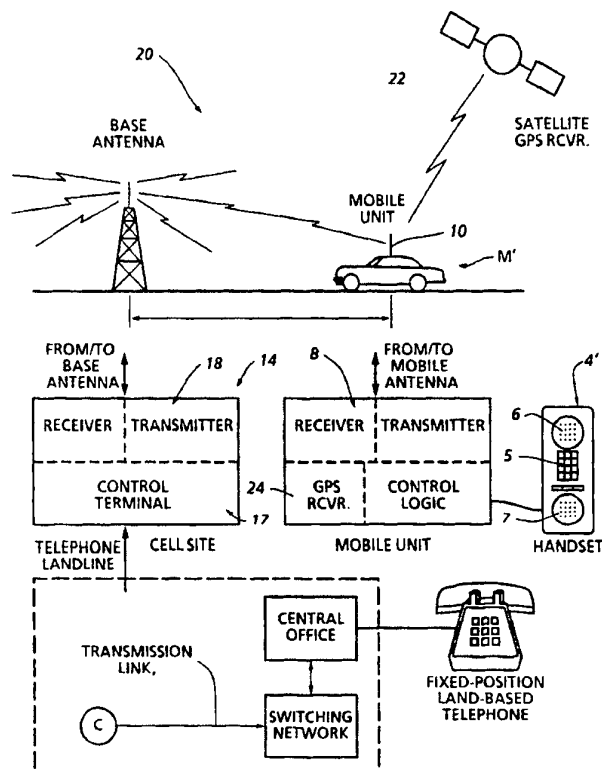 20
22
BASE
ANTENNA
SATELLITE
GPS RCVR.
MOBILE
UNIT
10
M'
FROM/TO
BASE
ANTENNA
18
14
8
FROM/TO
MOBILE
ANTENNA
4'
RECEIVER
TRANSMITTER
RECEIVER
TRANSMITTER
6
5
7
CONTROL
TERMINAL
17
24
GPS
RCVR.
CONTROL
LOGIC
TELEPHONE
LANDLINE
CELL SITE
MOBILE UNIT
HANDSET
CENTRAL
OFFICE
TRANSMISSION
LINK,
C
SWITCHING
NETWORK
FIXED-POSITION
LAND-BASED
TELEPHONE